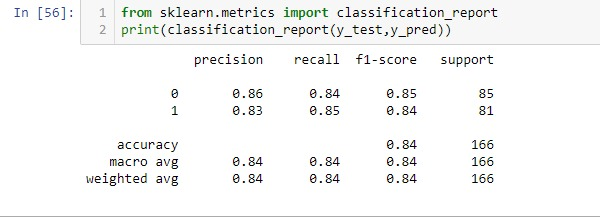 In [56]: 1 from sklearn.metrics import classification_report
2 print(classification_report(y_test,y_pred))
precision recall f1-score support
0 0.86 0.84 0.85 85
1 0.83 0.85 0.84 81
accuracy 0.84 166
macro avg 0.84 0.84 0.84 166
weighted avg 0.84 0.84 0.84 166